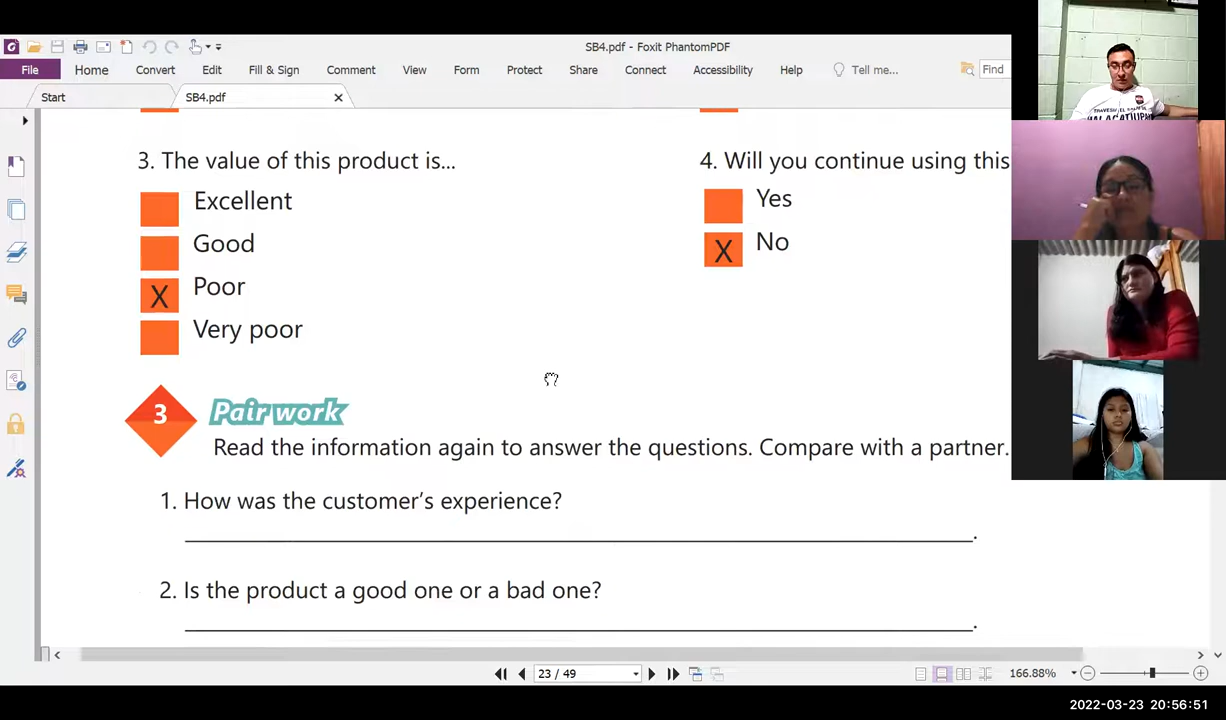 SB4.pdf - Foxit PhantomPDF
File Home Convert Edit Fill & Sign Comment View Form Protect Share Connect Accessibility Help Tell me... Find
Start SB4.pdf
3. The value of this product is...
Excellent
Good
X Poor
Very poor
4. Will you continue using this
Yes
X No
3 Pair work
Read the information again to answer the questions. Compare with a partner.
1. How was the customer's experience?
2. Is the product a good one or a bad one?
23 / 49
166.88%
2022-03-23 20:56:51